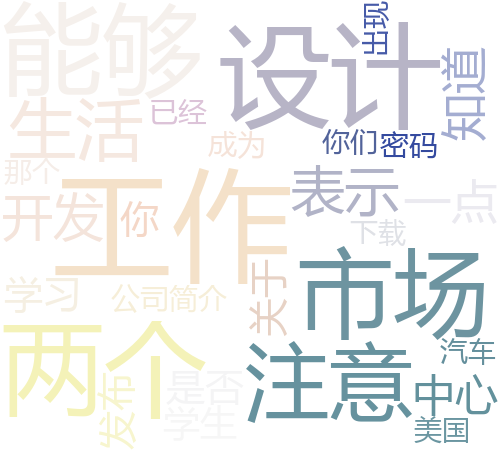 能够
设计
出现
知道
生活
已经
成为
你们
密码
那个
工作
表示
一点
开发
你
下载
关于
市场
学习
公司简介
两个
注意
汽车
是否
中心
发布
学生
美国